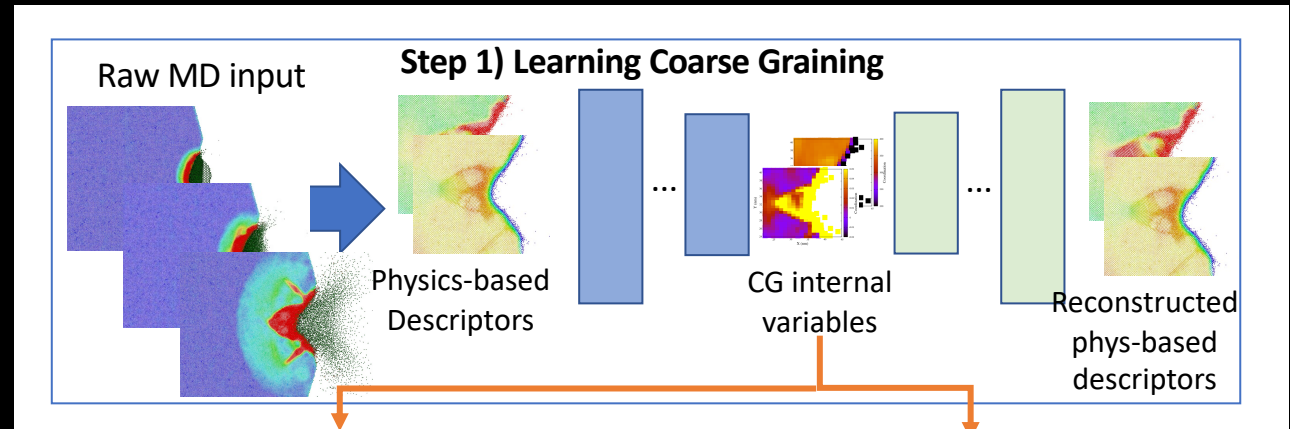 Step 1) Learning Coarse Graining
Raw MD input
...
...
Physics-based
Descriptors
CG internal
variables
Reconstructed
phys-based
descriptors